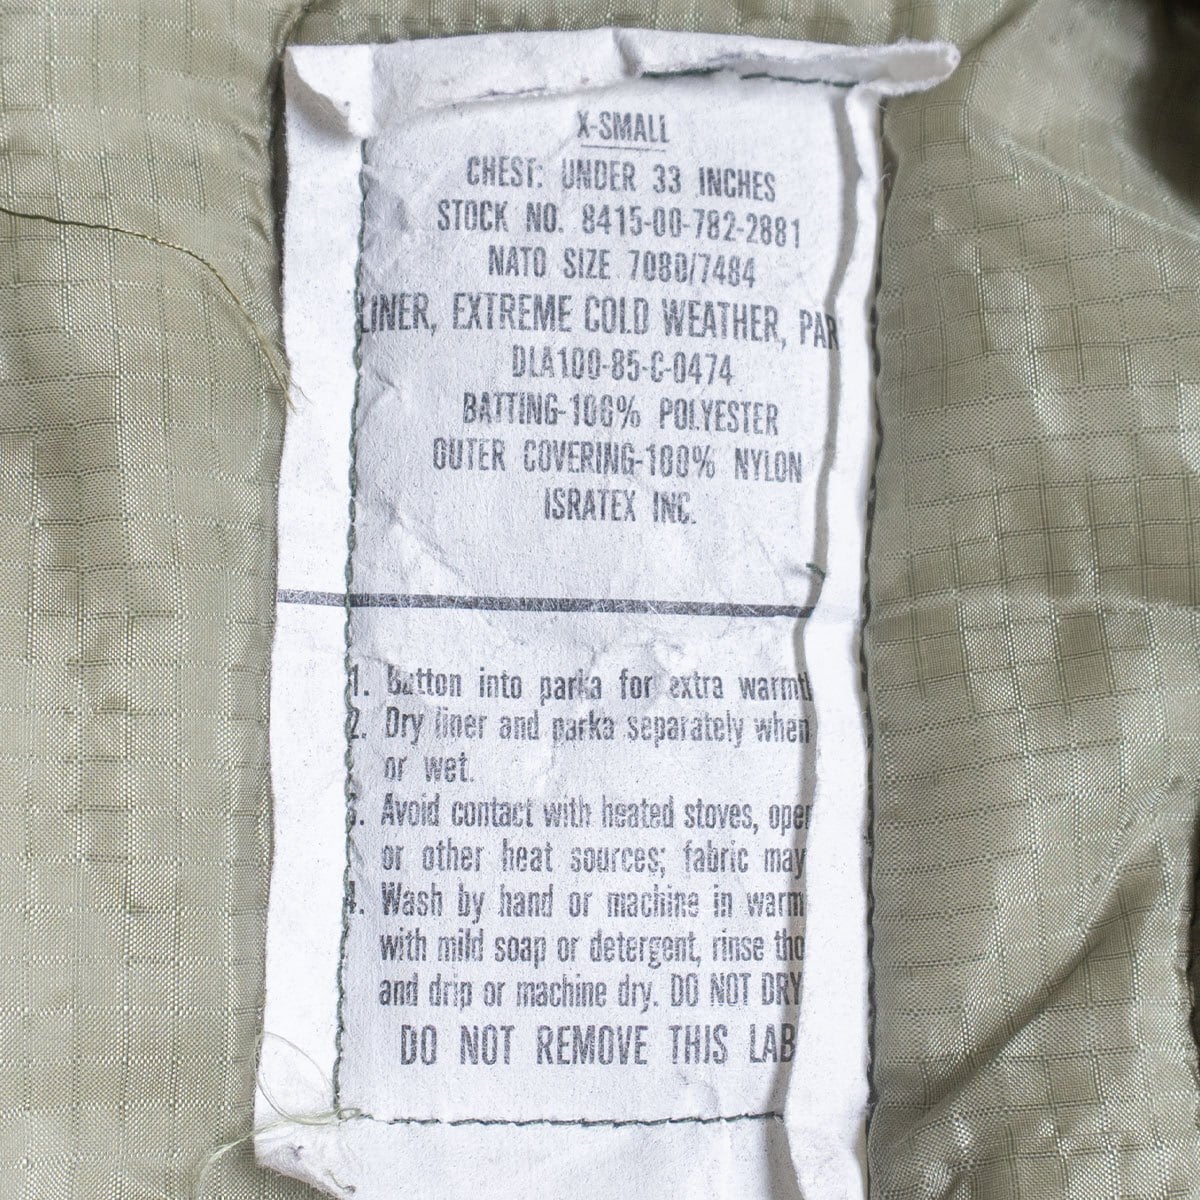 X-SMALL
CHEST: UNDER 33 INCHES
STOCK NO. 8415-00-782-2881
NATO SIZE 7080/7484
LINER, EXTREME COLD WEATHER, PAR
DLA100-85-C-0474
BATTING-100% POLYESTER
OUTER COVERING-100% NYLON
ISRATEX INC.
1. Button into parka for extra warmt
2. Dry liner and parka separately when
or wet.
3. Avoid contact with heated stoves, open
or other heat sources; fabric may
4. Wash by hand or machine in warm
with mild soap or detergent, rinse tho
and drip or machine dry. DO NOT DRY
DO NOT REMOVE THIS LAB